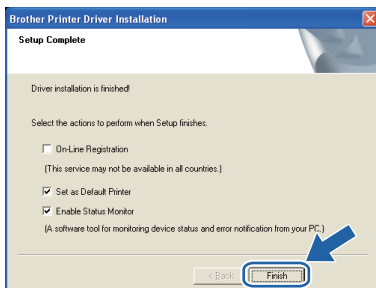 Brother Printer Driver Installation
Setup Complete
Driver installation is finished!
Select the actions to perform when Setup finishes.
On-Line Registration
(This service may not be available in all countries.)
Set as Default Printer
Enable Status Monitor
(A software tool for monitoring device status and error notification from your PC.)
< Back
Finish